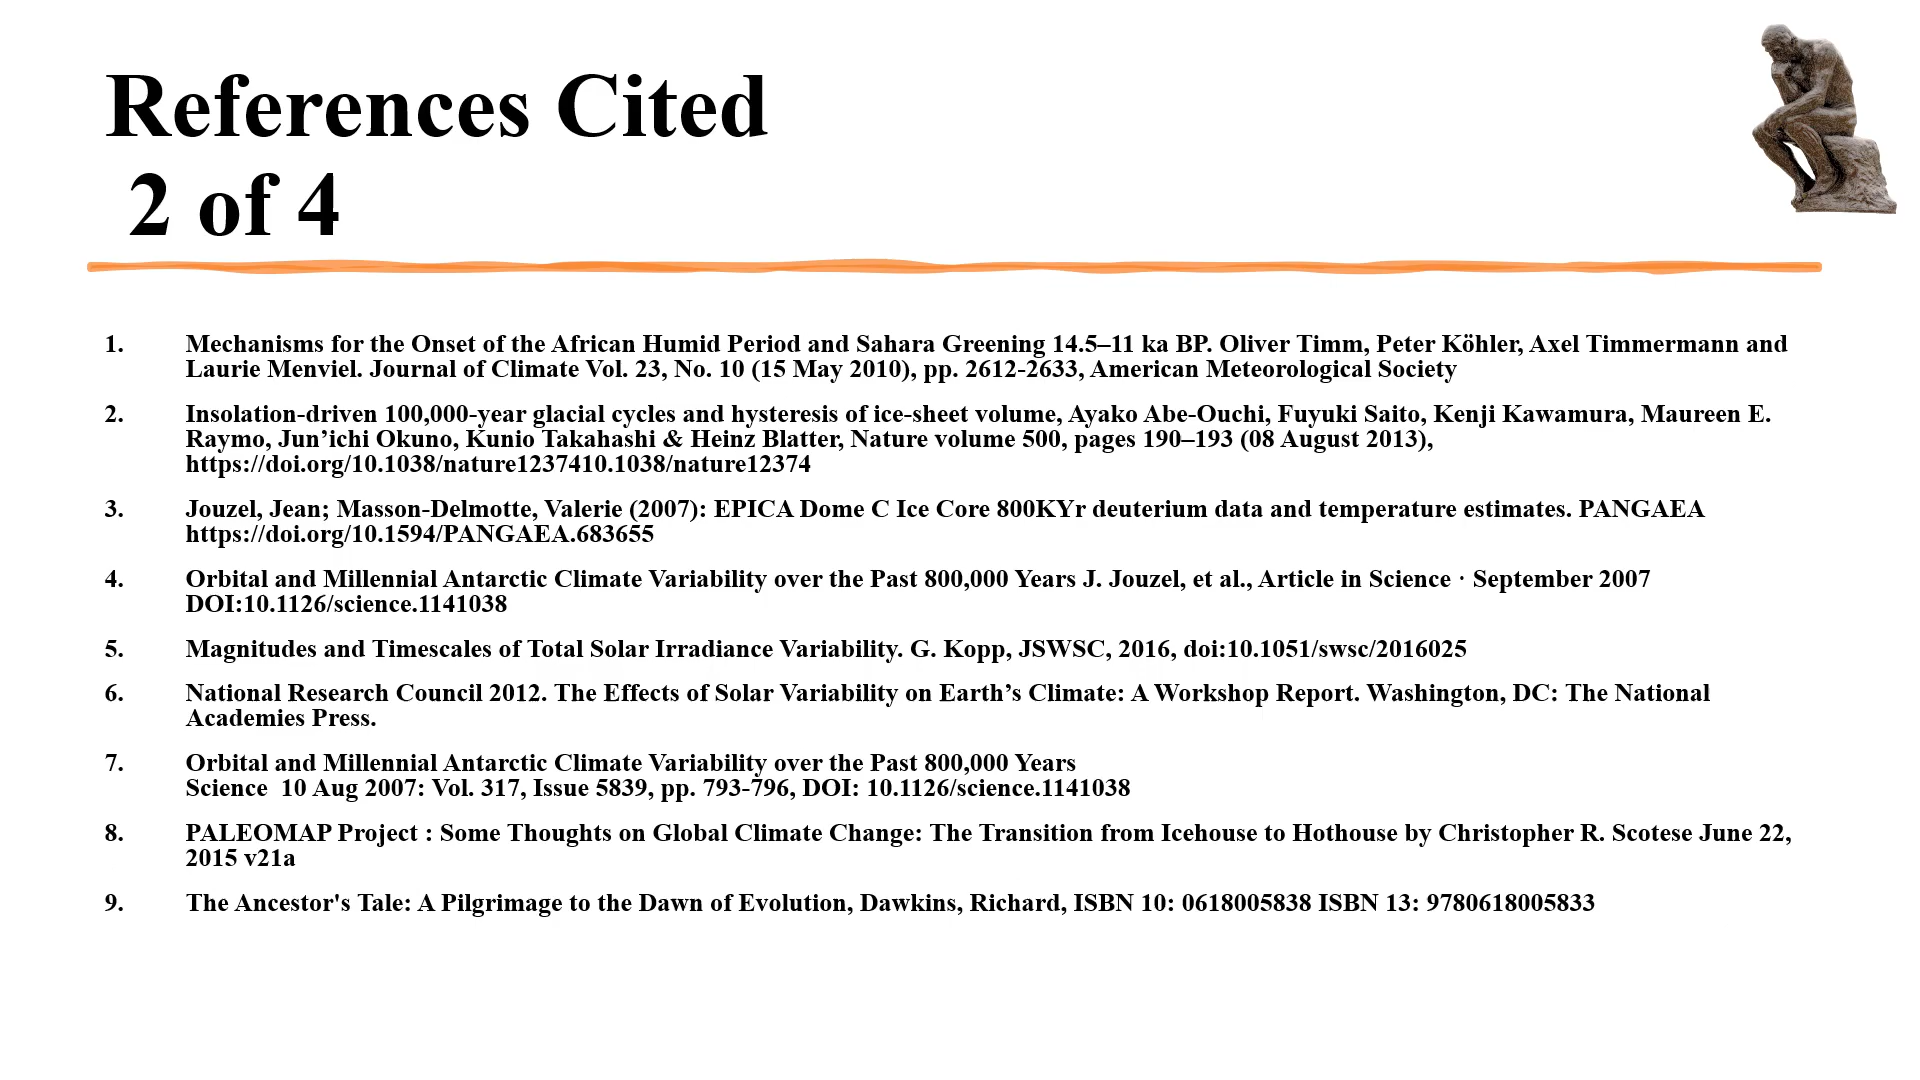 References Cited
2 of 4
1. Mechanisms for the Onset of the African Humid Period and Sahara Greening 14.5–11 ka BP. Oliver Timm, Peter Köhler, Axel Timmermann and
Laurie Menviel. Journal of Climate Vol. 23, No. 10 (15 May 2010), pp. 2612-2633, American Meteorological Society
2. Insolation-driven 100,000-year glacial cycles and hysteresis of ice-sheet volume, Ayako Abe-Ouchi, Fuyuki Saito, Kenji Kawamura, Maureen E.
Raymo, Jun’ichi Okuno, Kunio Takahashi & Heinz Blatter, Nature volume 500, pages 190–193 (08 August 2013),
https://doi.org/10.1038/nature1237410.1038/nature12374
3. Jouzel, Jean; Masson-Delmotte, Valerie (2007): EPICA Dome C Ice Core 800KYr deuterium data and temperature estimates. PANGAEA
https://doi.org/10.1594/PANGAEA.683655
4. Orbital and Millennial Antarctic Climate Variability over the Past 800,000 Years J. Jouzel, et al., Article in Science · September 2007
DOI:10.1126/science.1141038
5. Magnitudes and Timescales of Total Solar Irradiance Variability. G. Kopp, JSWSC, 2016, doi:10.1051/swsc/2016025
6. National Research Council 2012. The Effects of Solar Variability on Earth’s Climate: A Workshop Report. Washington, DC: The National
Academies Press.
7. Orbital and Millennial Antarctic Climate Variability over the Past 800,000 Years
Science  10 Aug 2007: Vol. 317, Issue 5839, pp. 793-796, DOI: 10.1126/science.1141038
8. PALEOMAP Project : Some Thoughts on Global Climate Change: The Transition from Icehouse to Hothouse by Christopher R. Scotese June 22,
2015 v21a
9. The Ancestor's Tale: A Pilgrimage to the Dawn of Evolution, Dawkins, Richard, ISBN 10: 0618005838 ISBN 13: 9780618005833